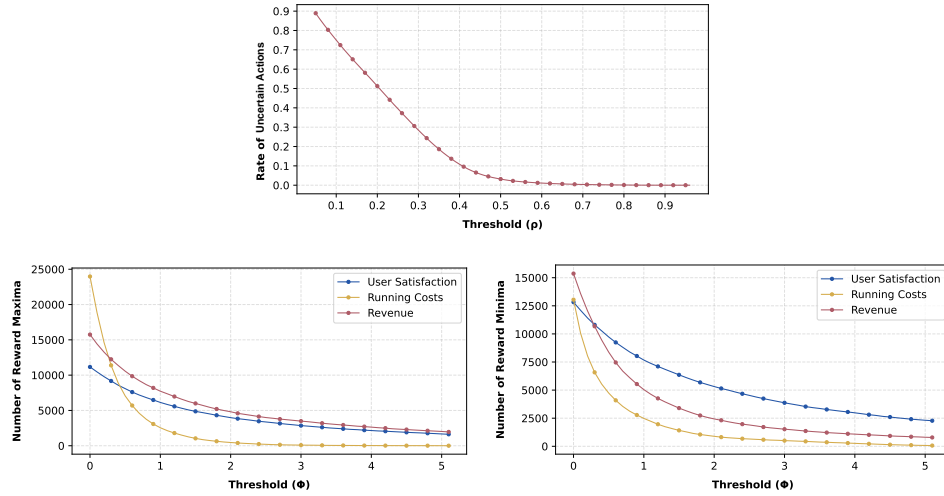 0.9
0.8
0.7
0.6
0.5
0.4
0.3
0.2
0.1
0.0
Rate of Uncertain Actions
0.1 0.2 0.3 0.4 0.5 0.6 0.7 0.8 0.9
Threshold (ρ)
25000
20000
15000
10000
5000
0
Number of Reward Maxima
User Satisfaction
Running Costs
Revenue
0 1 2 3 4 5
Threshold (Φ)
15000
12500
10000
7500
5000
2500
0
Number of Reward Minima
User Satisfaction
Running Costs
Revenue
0 1 2 3 4 5
Threshold (Φ)